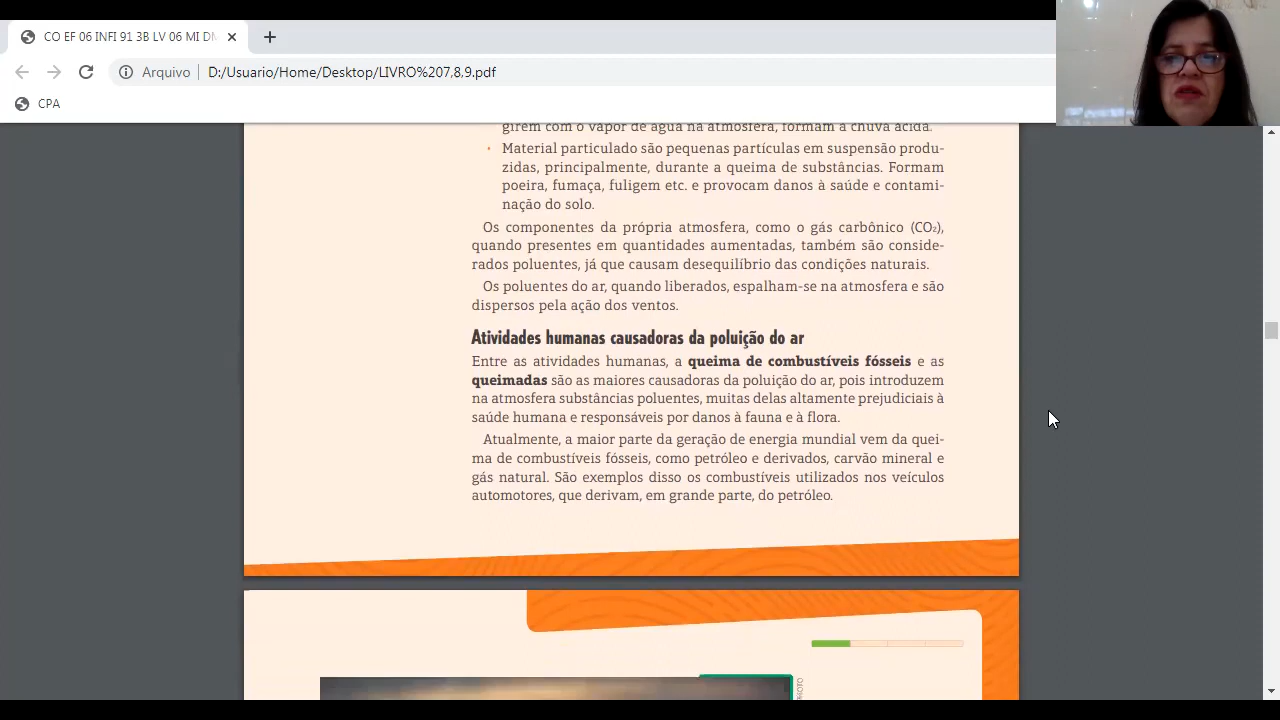 CO EF 06 INFI 91 3B LV 06 MI DM
Arquivo
D:/Usuario/Home/Desktop/LIVRO%207,8,9.pdf
CPA
girem com o vapor de água na atmosfera, formam a chuva ácida.
• Material particulado são pequenas partículas em suspensão produ-
zidas, principalmente, durante a queima de substâncias. Formam
poeira, fumaça, fuligem etc. e provocam danos à saúde e contami-
nação do solo.
Os componentes da própria atmosfera, como o gás carbônico (CO₂),
quando presentes em quantidades aumentadas, também são conside-
rados poluentes, já que causam desequilíbrio das condições naturais.
Os poluentes do ar, quando liberados, espalham-se na atmosfera e são
dispersos pela ação dos ventos.
Atividades humanas causadoras da poluição do ar
Entre as atividades humanas, a queima de combustíveis fósseis e as
queimadas são as maiores causadoras da poluição do ar, pois introduzem
na atmosfera substâncias poluentes, muitas delas altamente prejudiciais à
saúde humana e responsáveis por danos à fauna e à flora.
Atualmente, a maior parte da geração de energia mundial vem da quei-
ma de combustíveis fósseis, como petróleo e derivados, carvão mineral e
gás natural. São exemplos disso os combustíveis utilizados nos veículos
automotores, que derivam, em grande parte, do petróleo.